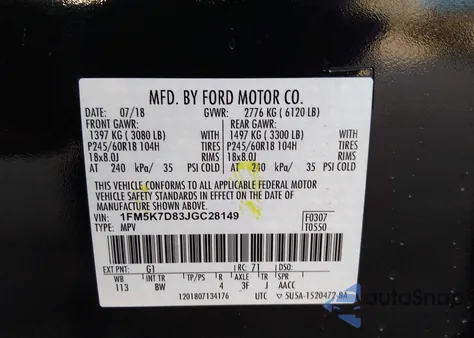 MFD. BY FORD MOTOR CO.
DATE: 07/18 GVWR: 2776 KG ( 6120 LB)
FRONT GAWR: REAR GAWR:
1397 KG ( 3080 LB) 1497 KG ( 3300 LB)
P245/60R18 104H TIRES P245/60R18 104H TIRES
18x8.0J RIMS 18x8.0J RIMS
AT 240 kPa/ 35 PSI COLD AT 240 kPa/ 35 PSI COLD
THIS VEHICLE CONFORMS TO ALL APPLICABLE FEDERAL MOTOR
VEHICLE SAFETY STANDARDS IN EFFECT ON THE DATE OF
MANUFACTURE SHOWN ABOVE.
VIN: 1FM5K7D83JGC28149 F0307
TYPE: MPV T0550
EXT PNT: G1 RC: 71 DSO:
WB INT TR TP/PS R AXLE TR SPR
113 BW 4 3F J AACC
1201807134176 UTC ▽ 5U5A-1520472-BA
AutoSnap